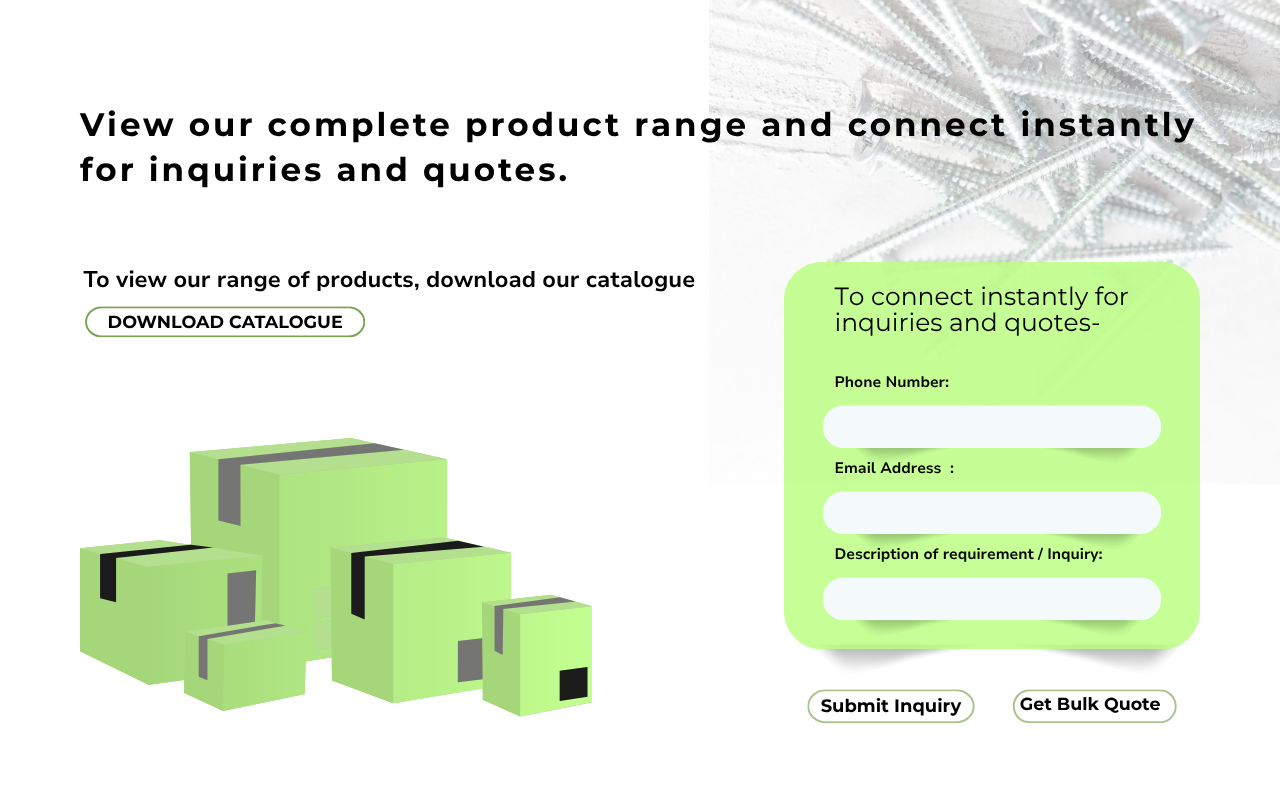 View our complete product range and connect instantly
for inquiries and quotes.
To view our range of products, download our catalogue
DOWNLOAD CATALOGUE
To connect instantly for
inquiries and quotes-
Phone Number:
Email Address  :
Description of requirement / Inquiry:
Submit Inquiry
Get Bulk Quote